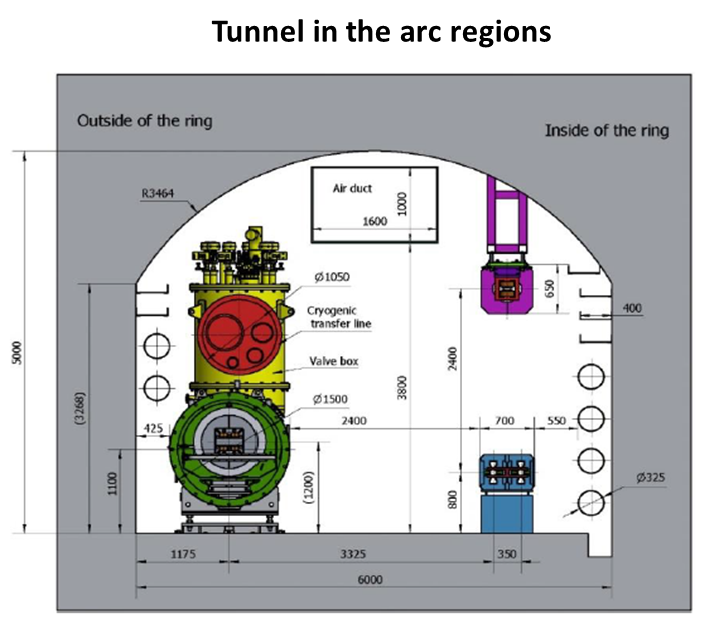 Tunnel in the arc regions
Outside of the ring
Inside of the ring
R3464
Air duct
1000
1600
Ø1050
650
Cryogenic
transfer line
400
5000
2400
Valve box
(3268)
3800
Ø1500
425
2400
700
550
1100
(1200)
800
Ø325
1175
3325
350
6000